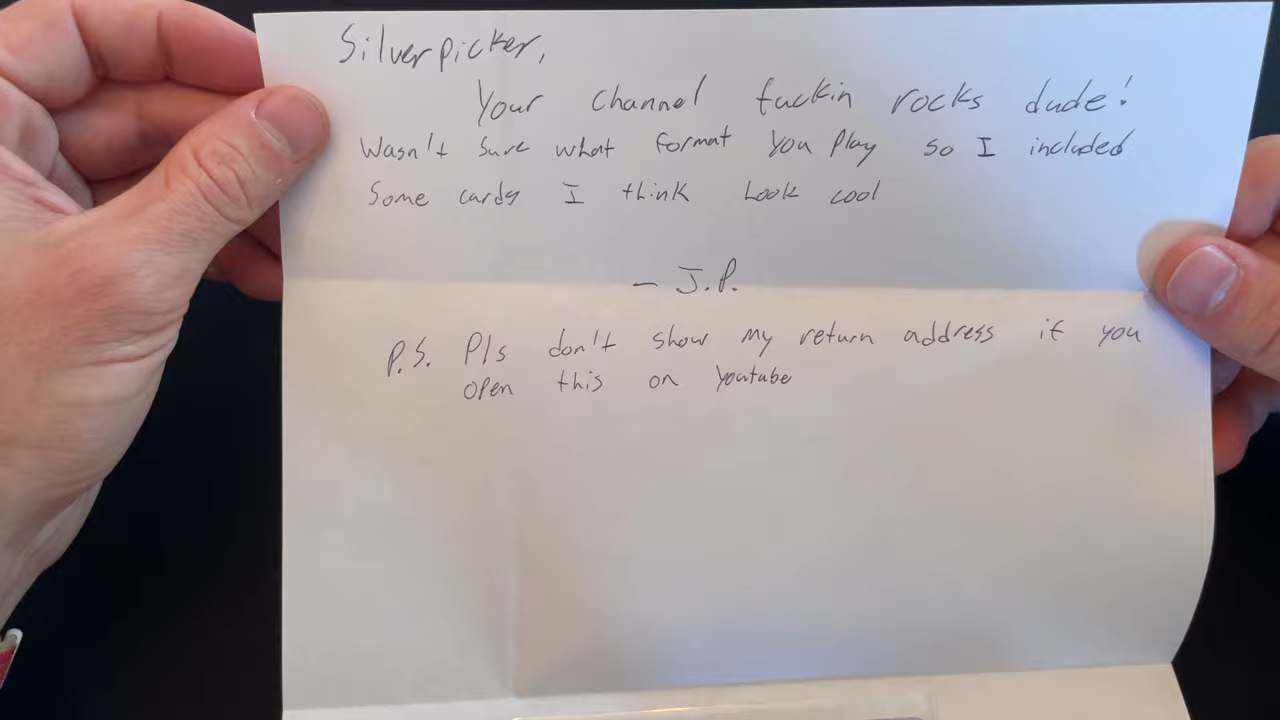 Silverpicker,
Your channel fuckin rocks dude!
Wasn't sure what format you play so I included
some cards I think look cool
- J.P.
P.S. Pls don't show my return address if you
open this on youtube